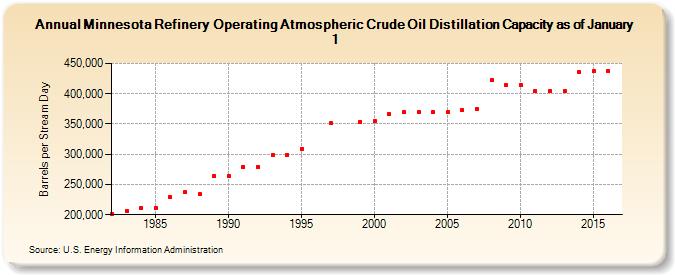 Annual Minnesota Refinery Operating Atmospheric Crude Oil Distillation Capacity as of January
1
Barrels per Stream Day
450,000
400,000
350,000
300,000
250,000
200,000
1985 1990 1995 2000 2005 2010 2015
Source: U.S. Energy Information Administration